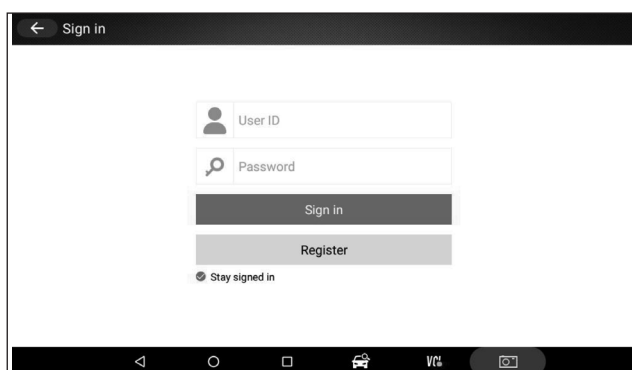 Sign in
User ID
Password
Sign in
Register
Stay signed in
VCI